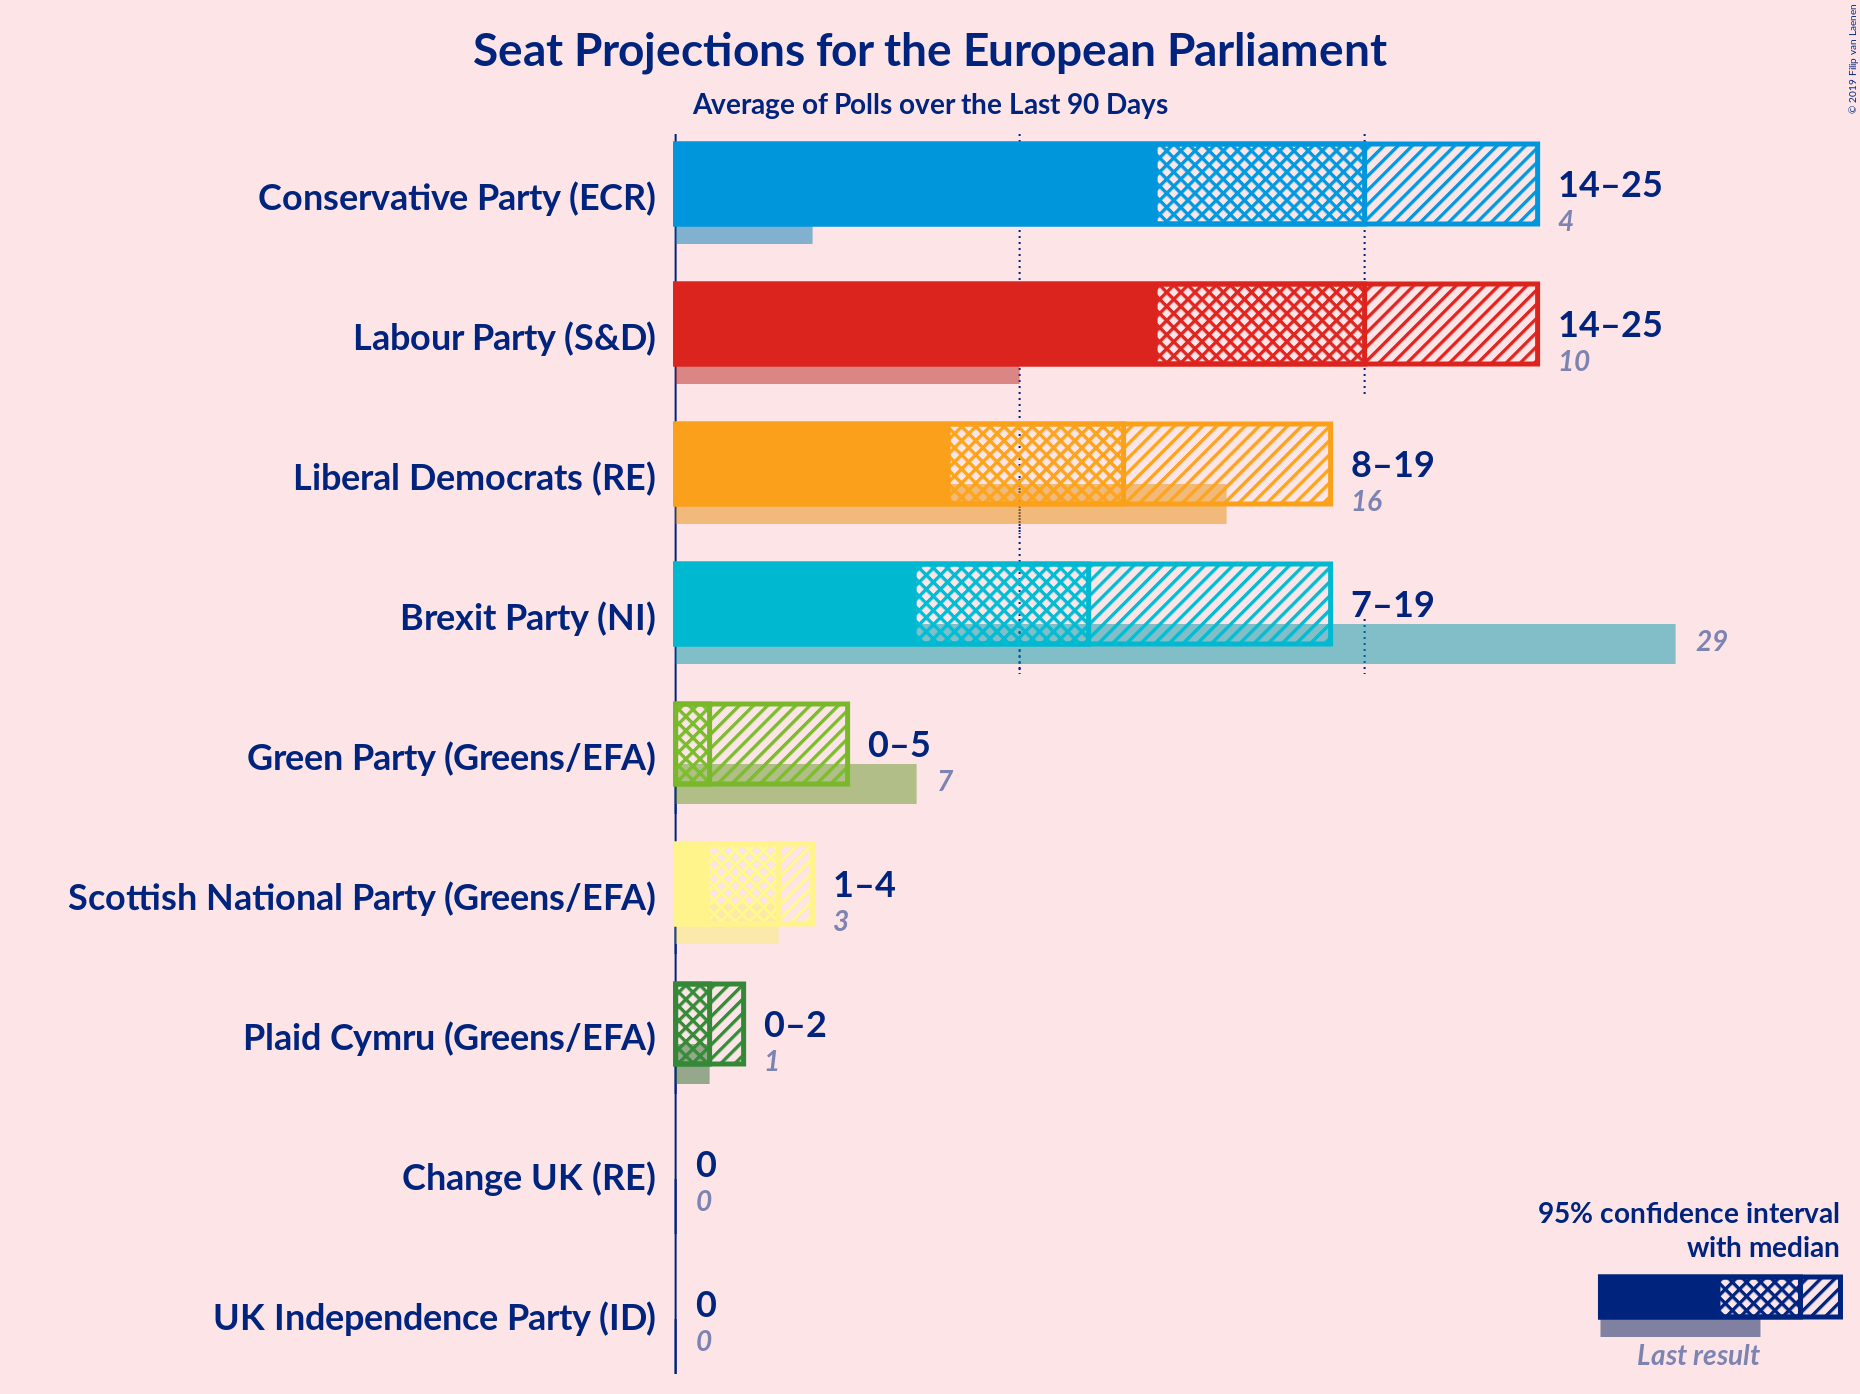 Seat Projections for the European Parliament
Average of Polls over the Last 90 Days
© 2019 Filip van Laenen
Conservative Party (ECR)
14–25
4
Labour Party (S&D)
14–25
10
Liberal Democrats (RE)
8–19
16
Brexit Party (NI)
7–19
29
Green Party (Greens/EFA)
0–5
7
Scottish National Party (Greens/EFA)
1–4
3
Plaid Cymru (Greens/EFA)
0–2
1
Change UK (RE)
0
0
UK Independence Party (ID)
0
0
95% confidence interval
with median
Last result